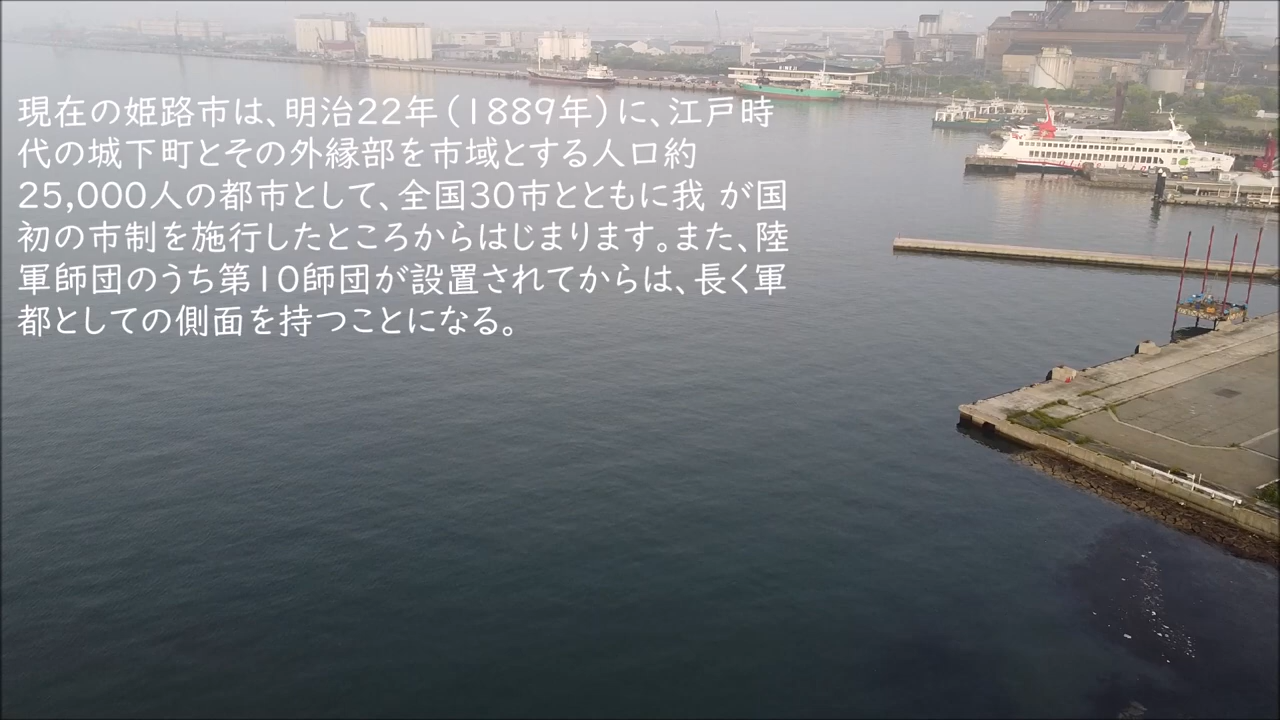 現在の姫路市は、明治22年（1889年）に、江戸時
代の城下町とその外縁部を市域とする人口約
25,000人の都市として、全国30市とともに我 が国
初の市制を施行したところからはじまります。また、陸
軍師団のうち第10師団が設置されてからは、長く軍
都としての側面を持つことになる。